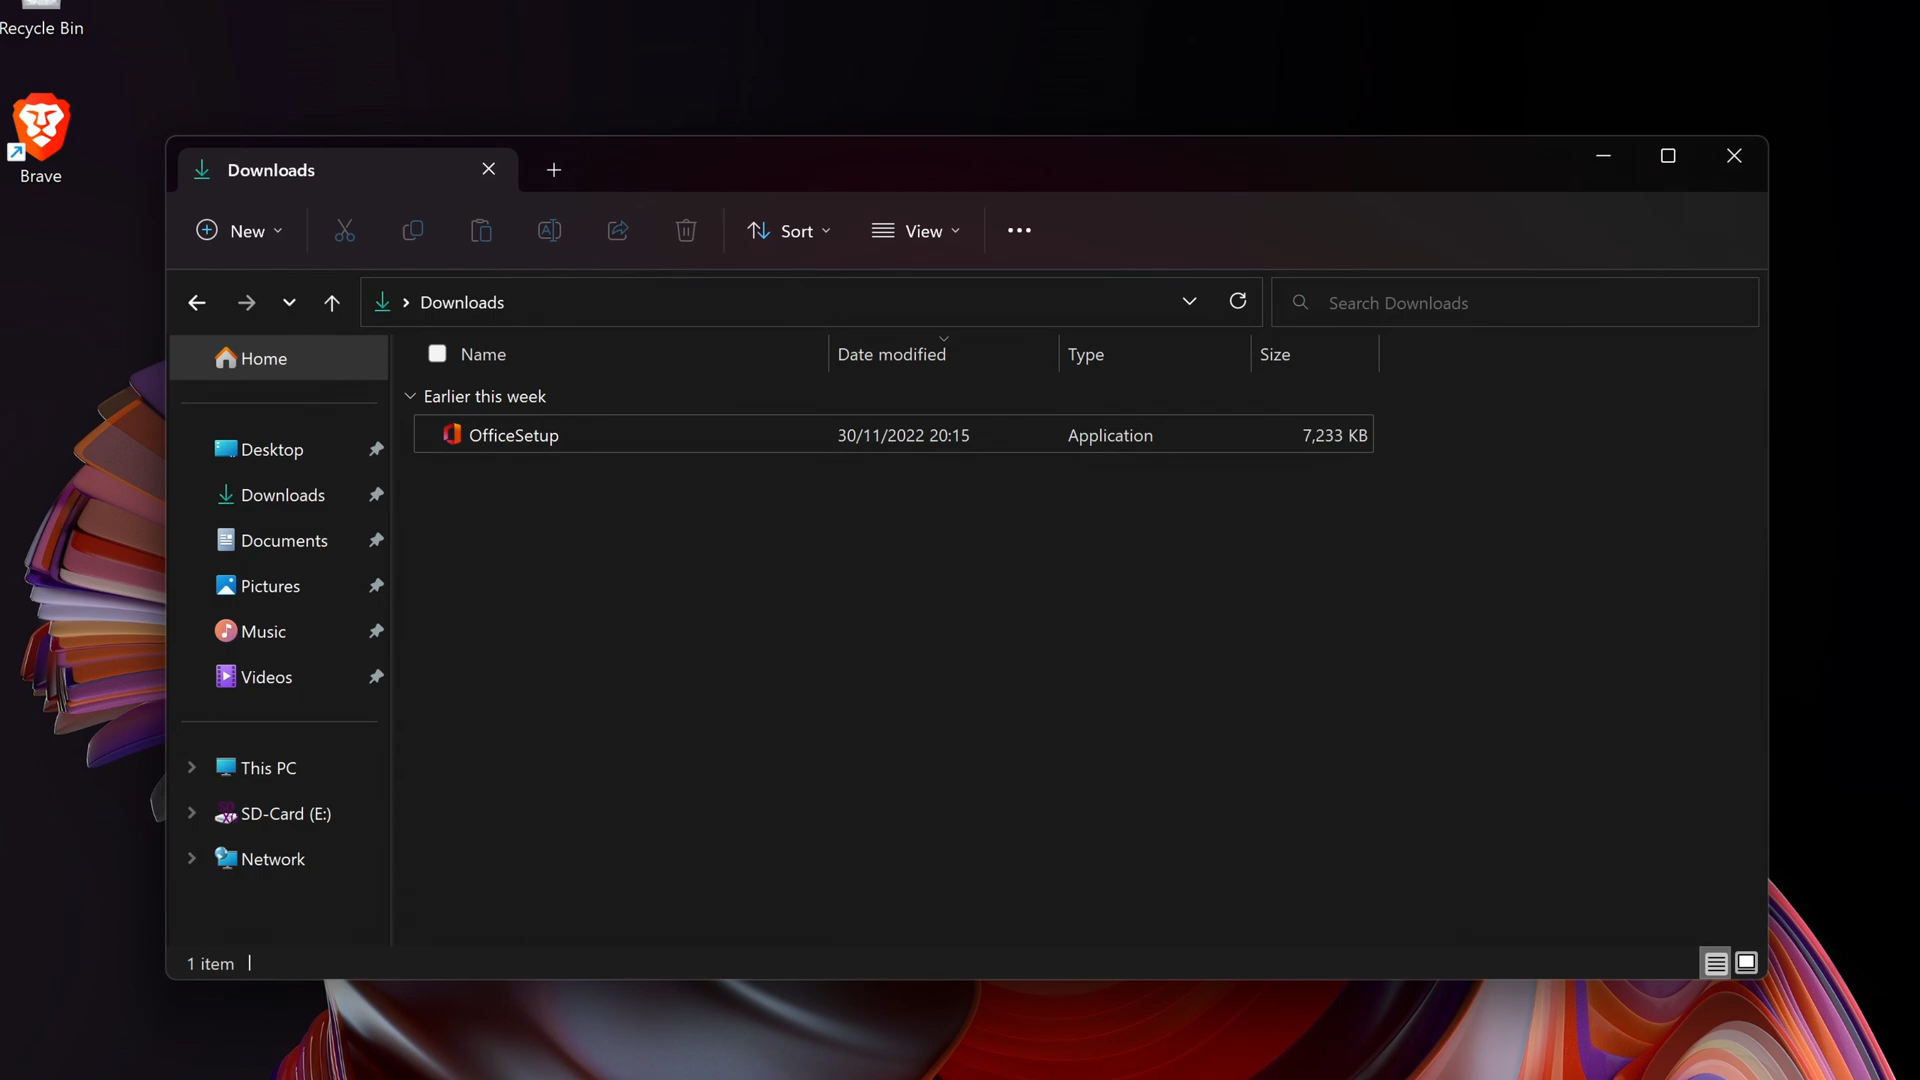 Recycle Bin
Brave
Downloads
New
Sort
View
Downloads
Search Downloads
Home
Desktop
Downloads
Documents
Pictures
Music
Videos
This PC
SD-Card (E:)
Network
Name Date modified Type Size
Earlier this week
OfficeSetup 30/11/2022 20:15 Application 7,233 KB
1 item